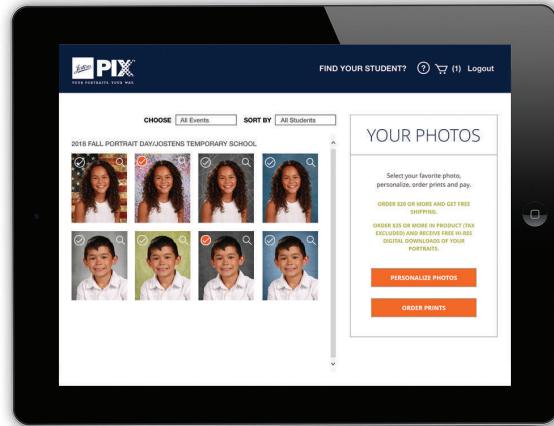 Jostens PIX
YOUR PORTRAITS. YOUR WAY.
FIND YOUR STUDENT? ? (1) Logout
CHOOSE All Events SORT BY All Students
2018 FALL PORTRAIT DAY/JOSTENS TEMPORARY SCHOOL
YOUR PHOTOS
Select your favorite photo,
personalize, order prints and pay.
ORDER $20 OR MORE AND GET FREE
SHIPPING.
ORDER $25 OR MORE IN PRODUCT (TAX
EXCLUDED) AND RECEIVE FREE HI-RES
DIGITAL DOWNLOADS OF YOUR
PORTRAITS.
PERSONALIZE PHOTOS
ORDER PRINTS